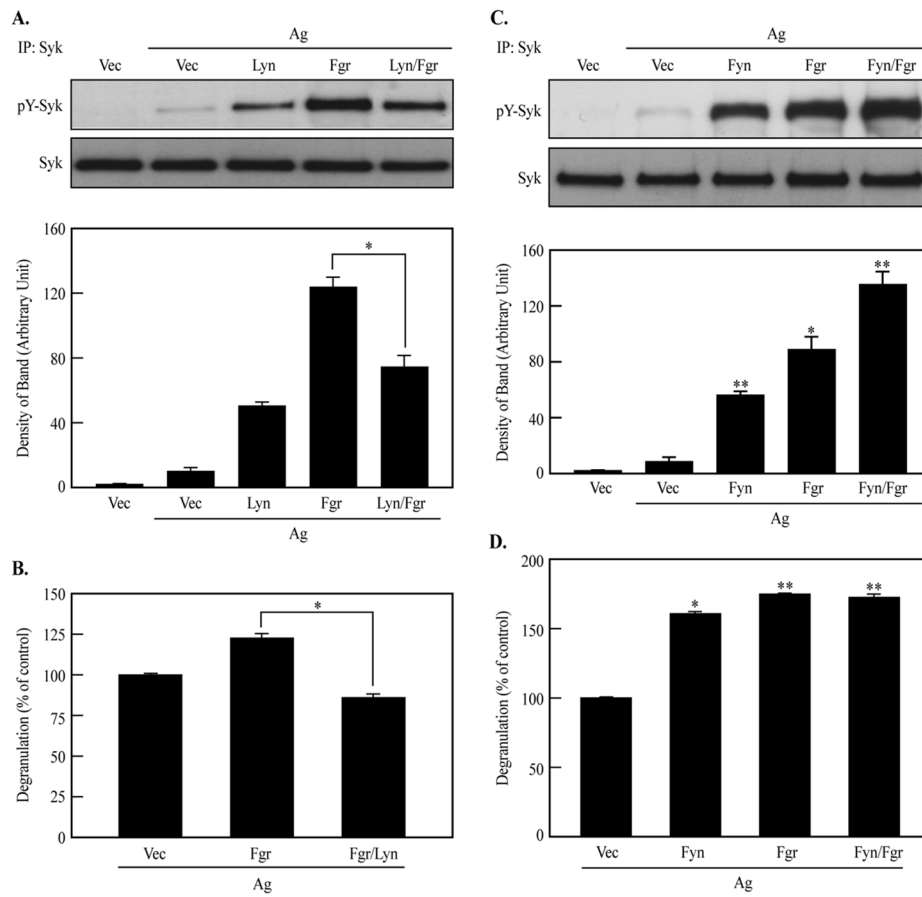 A.
IP: Syk
Ag
Vec Vec Lyn Fgr Lyn/Fgr
pY-Syk
Syk
160
120
80
40
0
Density of Band (Arbitrary Unit)
*
Vec Vec Lyn Fgr Lyn/Fgr
Ag
B.
150
125
100
75
50
25
0
Degranulation (% of control)
*
Vec Fgr Fgr/Lyn
Ag
C.
IP: Syk
Ag
Vec Vec Fyn Fgr Fyn/Fgr
pY-Syk
Syk
160
120
80
40
0
Density of Band (Arbitrary Unit)
** * **
Vec Vec Fyn Fgr Fyn/Fgr
Ag
D.
200
150
100
50
0
Degranulation (% of control)
* ** **
Vec Fyn Fgr Fyn/Fgr
Ag